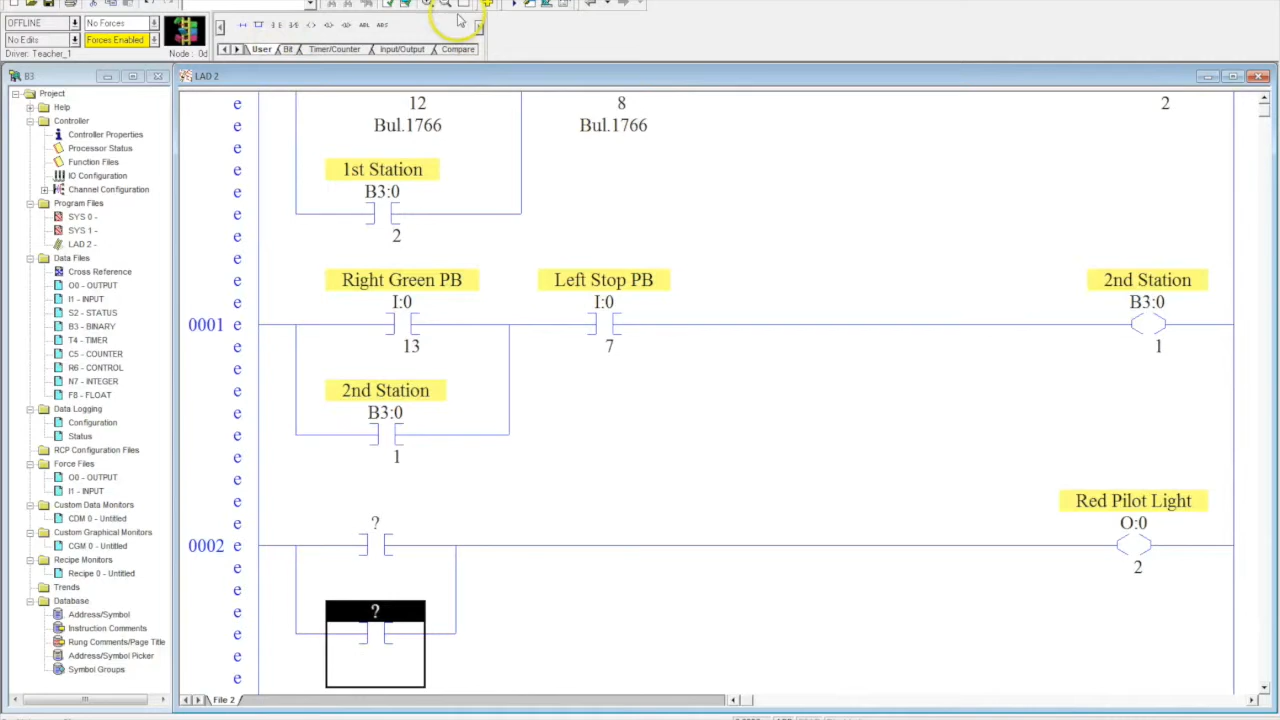 OFFLINE
No Forces
No Edits
Forces Enabled
Driver: Teacher_1
Node : 0d
ABL
ABS
User
Bit
Timer/Counter
Input/Output
Compare
B3
Project
Help
Controller
Controller Properties
Processor Status
Function Files
IO Configuration
Channel Configuration
Program Files
SYS 0 -
SYS 1 -
LAD 2 -
Data Files
Cross Reference
O0 - OUTPUT
I1 - INPUT
S2 - STATUS
B3 - BINARY
T4 - TIMER
C5 - COUNTER
R6 - CONTROL
N7 - INTEGER
F8 - FLOAT
Data Logging
Configuration
Status
RCP Configuration Files
Force Files
O0 - OUTPUT
I1 - INPUT
Custom Data Monitors
CDM 0 - Untitled
Custom Graphical Monitors
CGM 0 - Untitled
Recipe Monitors
Recipe 0 - Untitled
Trends
Database
Address/Symbol
Instruction Comments
Rung Comments/Page Title
Address/Symbol Picker
Symbol Groups
LAD 2
e
12
8
2
e
Bul.1766
Bul.1766
e
e
1st Station
e
B3:0
e
e
2
e
e
Right Green PB
Left Stop PB
2nd Station
e
I:0
I:0
B3:0
0001
e
e
13
7
1
e
e
2nd Station
e
B3:0
e
e
1
e
e
Red Pilot Light
e
?
O:0
0002
e
e
2
e
e
?
e
e
e
File 2